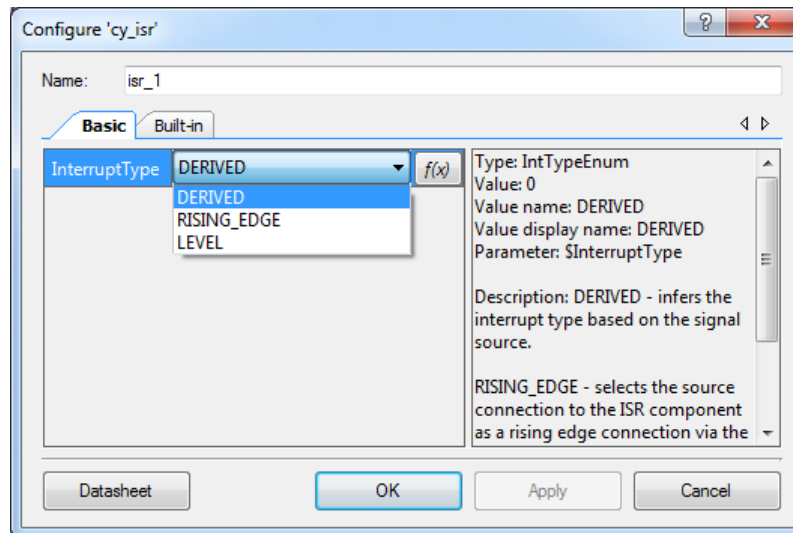 Configure 'cy_isr'
Name: isr_1
Basic Built-in
InterruptType DERIVED f(x)
DERIVED
RISING_EDGE
LEVEL
Type: IntTypeEnum
Value: 0
Value name: DERIVED
Value display name: DERIVED
Parameter: $InterruptType
Description: DERIVED - infers the
interrupt type based on the signal
source.
RISING_EDGE - selects the source
connection to the ISR component
as a rising edge connection via the
Datasheet OK Apply Cancel